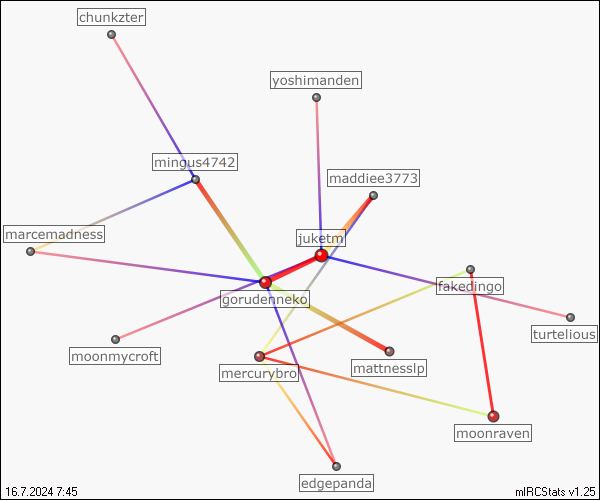 chunkzter
yoshimanden
mingus4742
maddiee3773
marcemadness
juketm
fakedingo
gorudenneko
turtelious
moonmycroft
mattnesslp
mercurybro
moonraven
edgepanda
16.7.2024 7:45
mIRCStats v1.25